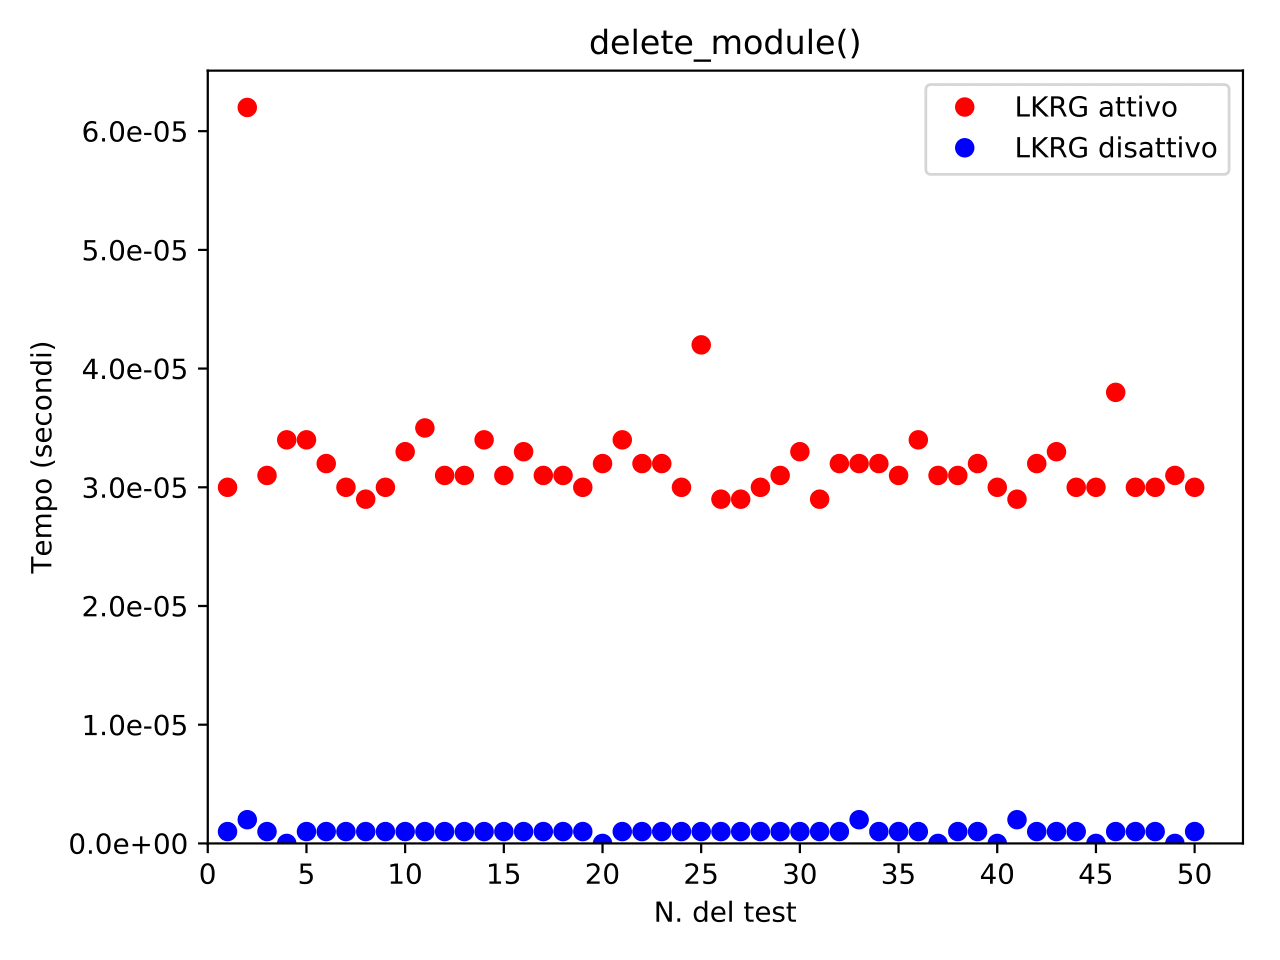 delete_module()
LKRG attivo
LKRG disattivo
6.0e-05
5.0e-05
4.0e-05
3.0e-05
2.0e-05
1.0e-05
0.0e+00
Tempo (secondi)
0 5 10 15 20 25 30 35 40 45 50
N. del test